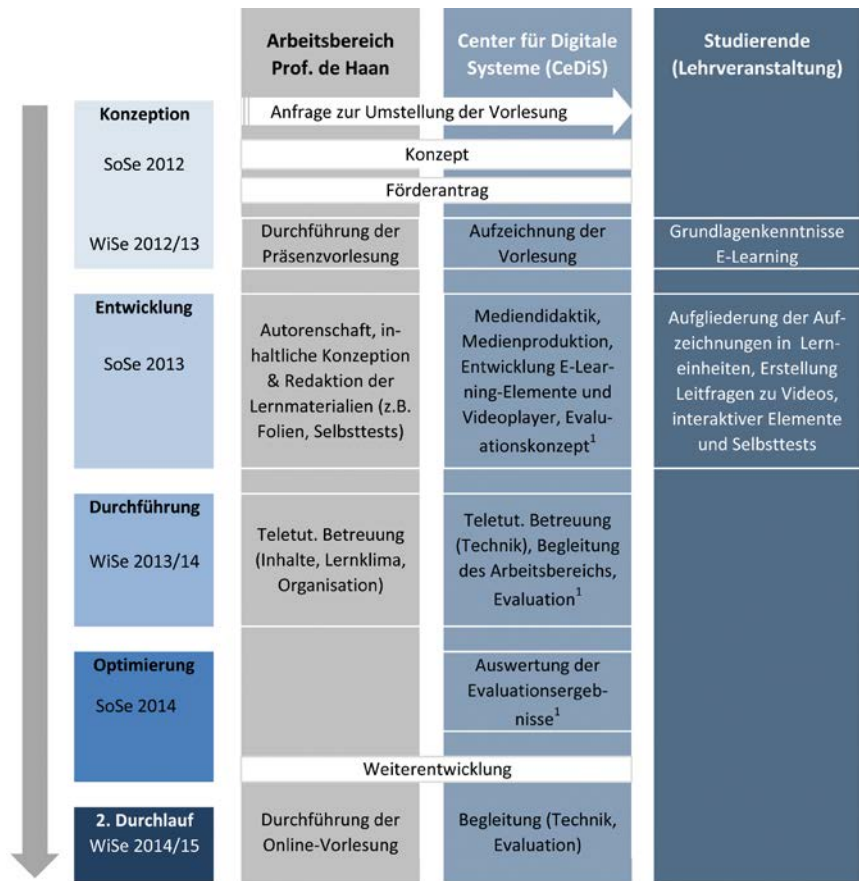 Arbeitsbereich
Prof. de Haan
Center für Digitale
Systeme (CeDiS)
Studierende
(Lehrveranstaltung)
Konzeption
SoSe 2012
WiSe 2012/13
Anfrage zur Umstellung der Vorlesung
Konzept
Förderantrag
Durchführung der
Präsenzvorlesung
Aufzeichnung der
Vorlesung
Grundlagenkenntnisse
E-Learning
Entwicklung
SoSe 2013
Autorenschaft, in-
haltliche Konzeption
& Redaktion der
Lernmaterialien (z.B.
Folien, Selbsttests)
Mediendidaktik,
Medienproduktion,
Entwicklung E-Lear-
ning-Elemente und
Videoplayer, Evalu-
ationskonzept¹
Aufgliederung der Auf-
zeichnungen in Lern-
einheiten, Erstellung
Leitfragen zu Videos,
interaktiver Elemente
und Selbsttests
Durchführung
WiSe 2013/14
Teletut. Betreuung
(Inhalte, Lernklima,
Organisation)
Teletut. Betreuung
(Technik), Begleitung
des Arbeitsbereichs,
Evaluation¹
Optimierung
SoSe 2014
Auswertung der
Evaluationsergeb-
nisse¹
Weiterentwicklung
2. Durchlauf
WiSe 2014/15
Durchführung der
Online-Vorlesung
Begleitung (Technik,
Evaluation)